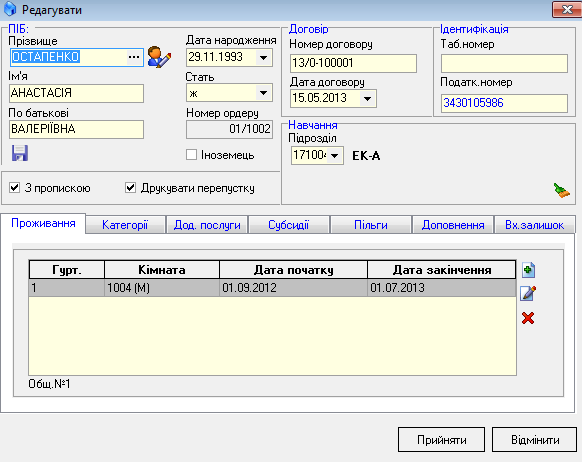 Редагувати
ПІБ:
Прізвище
ОСТАПЕНКО ...
Ім'я
АНАСТАСІЯ
По батькові
ВАЛЕРІЇВНА
Дата народження
29.11.1993
Стать
ж
Номер ордеру
01/1002
Іноземець
З пропискою
Друкувати перепустку
Договір
Номер договору
13/0-100001
Дата договору
15.05.2013
Ідентифікація
Таб.номер
Податк.номер
3430105986
Навчання
Підрозділ
17100 ЕК-А
Проживання Категорії Дод. послуги Субсидії Пільги Доповнення Вх.залишок
Гурт. Кімната Дата початку Дата закінчення
1 1004 (М) 01.09.2012 01.07.2013
Общ.№1
Прийняти Відмінити